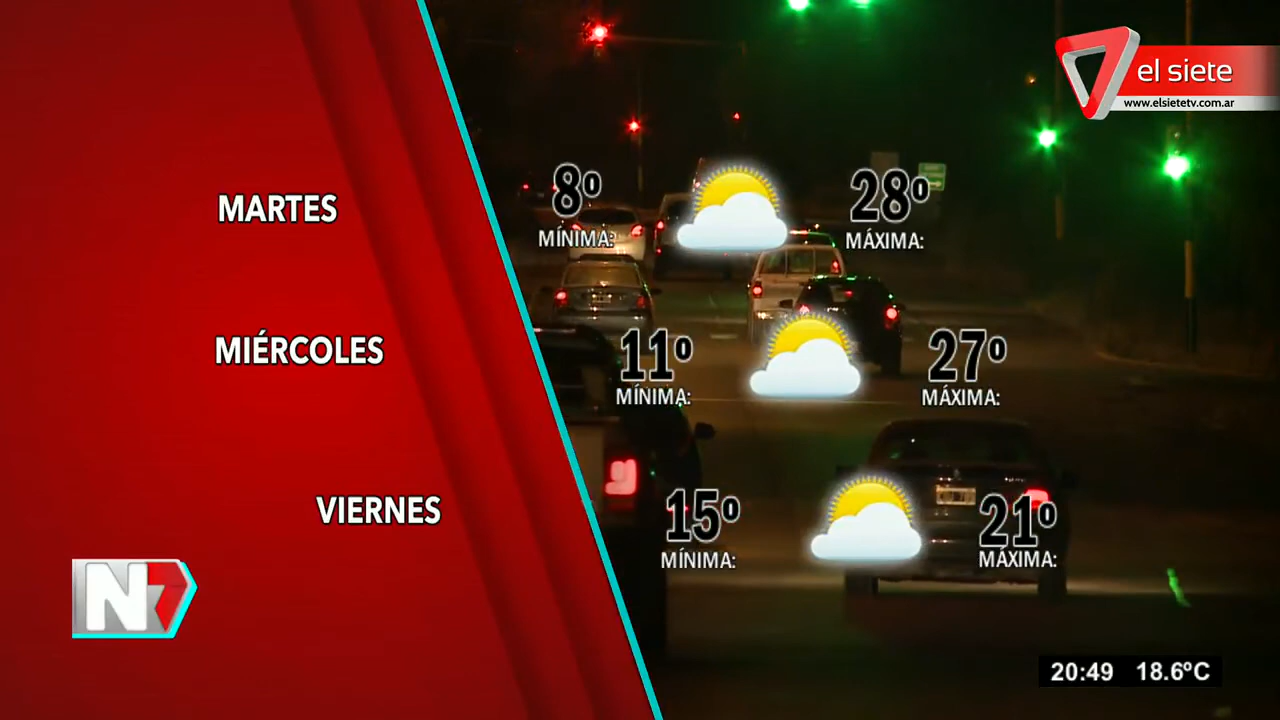 el siete
www.elsietetv.com.ar
MARTES
8º
MÍNIMA:
28º
MÁXIMA:
MIÉRCOLES
11º
MÍNIMA:
27º
MÁXIMA:
VIERNES
15º
MÍNIMA:
21º
MÁXIMA:
N7
20:49 18.6ºC